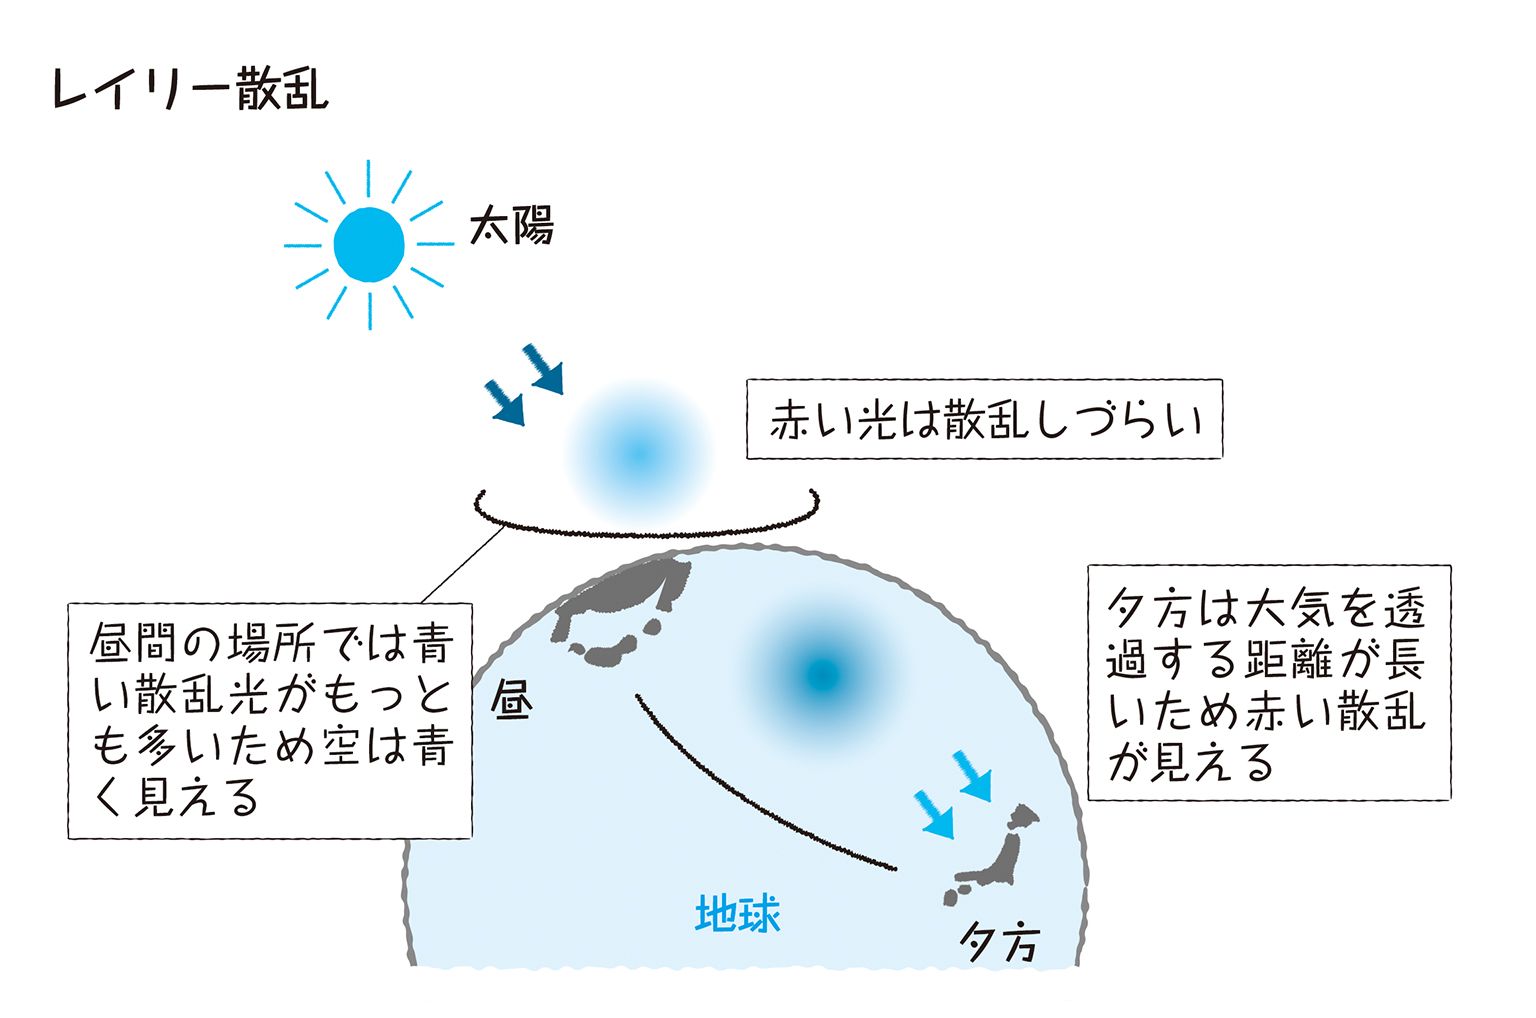 レイリー散乱
太陽
赤い光は散乱しづらい
昼間の場所では青
い散乱光がもっと
も多いため空は青
く見える
昼
夕方は大気を透
過する距離が長
いため赤い散乱
が見える
地球
夕方